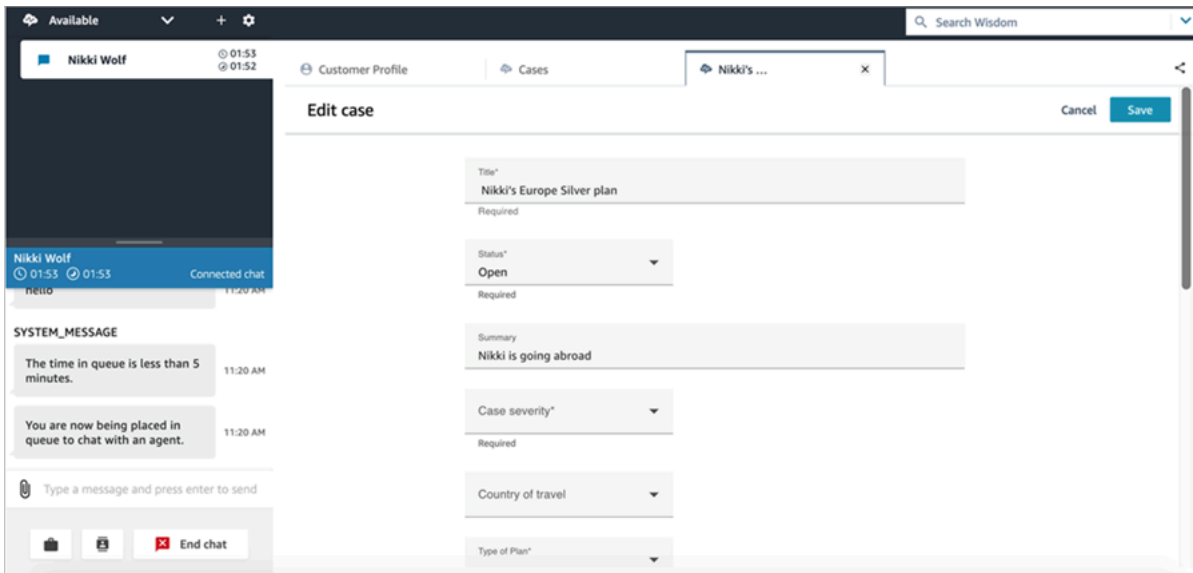 Available
Search Wisdom
Nikki Wolf
01:53
01:52
Customer Profile
Cases
Nikki's ...
Edit case
Cancel
Save
Title*
Nikki's Europe Silver plan
Required
Status*
Open
Required
Summary
Nikki is going abroad
Case severity*
Required
Country of travel
Type of Plan*
Nikki Wolf
01:53 01:53
Connected chat
hello
11:20 AM
SYSTEM_MESSAGE
The time in queue is less than 5
minutes.
11:20 AM
You are now being placed in
queue to chat with an agent.
11:20 AM
Type a message and press enter to send
End chat